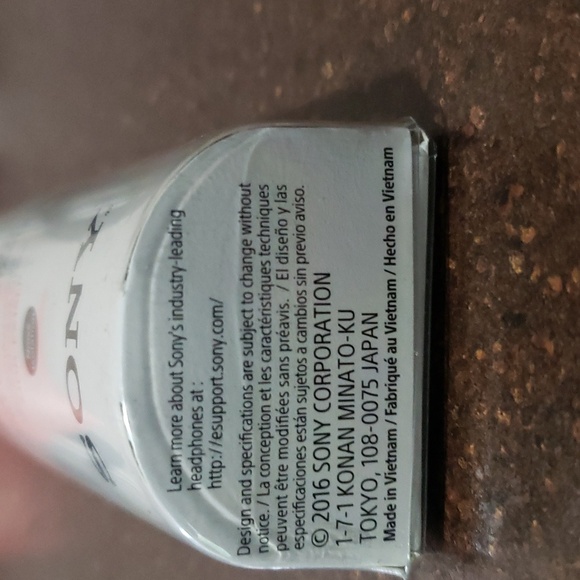 SONY
Learn more about Sony's industry-leading
headphones at :
http://esupport.sony.com/
Design and specifications are subject to change without
notice. / La conception et les caractéristiques techniques
peuvent être modifiées sans préavis. / El diseño y las
especificaciones están sujetos a cambios sin previo aviso.
© 2016 SONY CORPORATION
1-7-1 KONAN MINATO-KU
TOKYO, 108-0075 JAPAN
Made in Vietnam / Fabriqué au Vietnam / Hecho en Vietnam